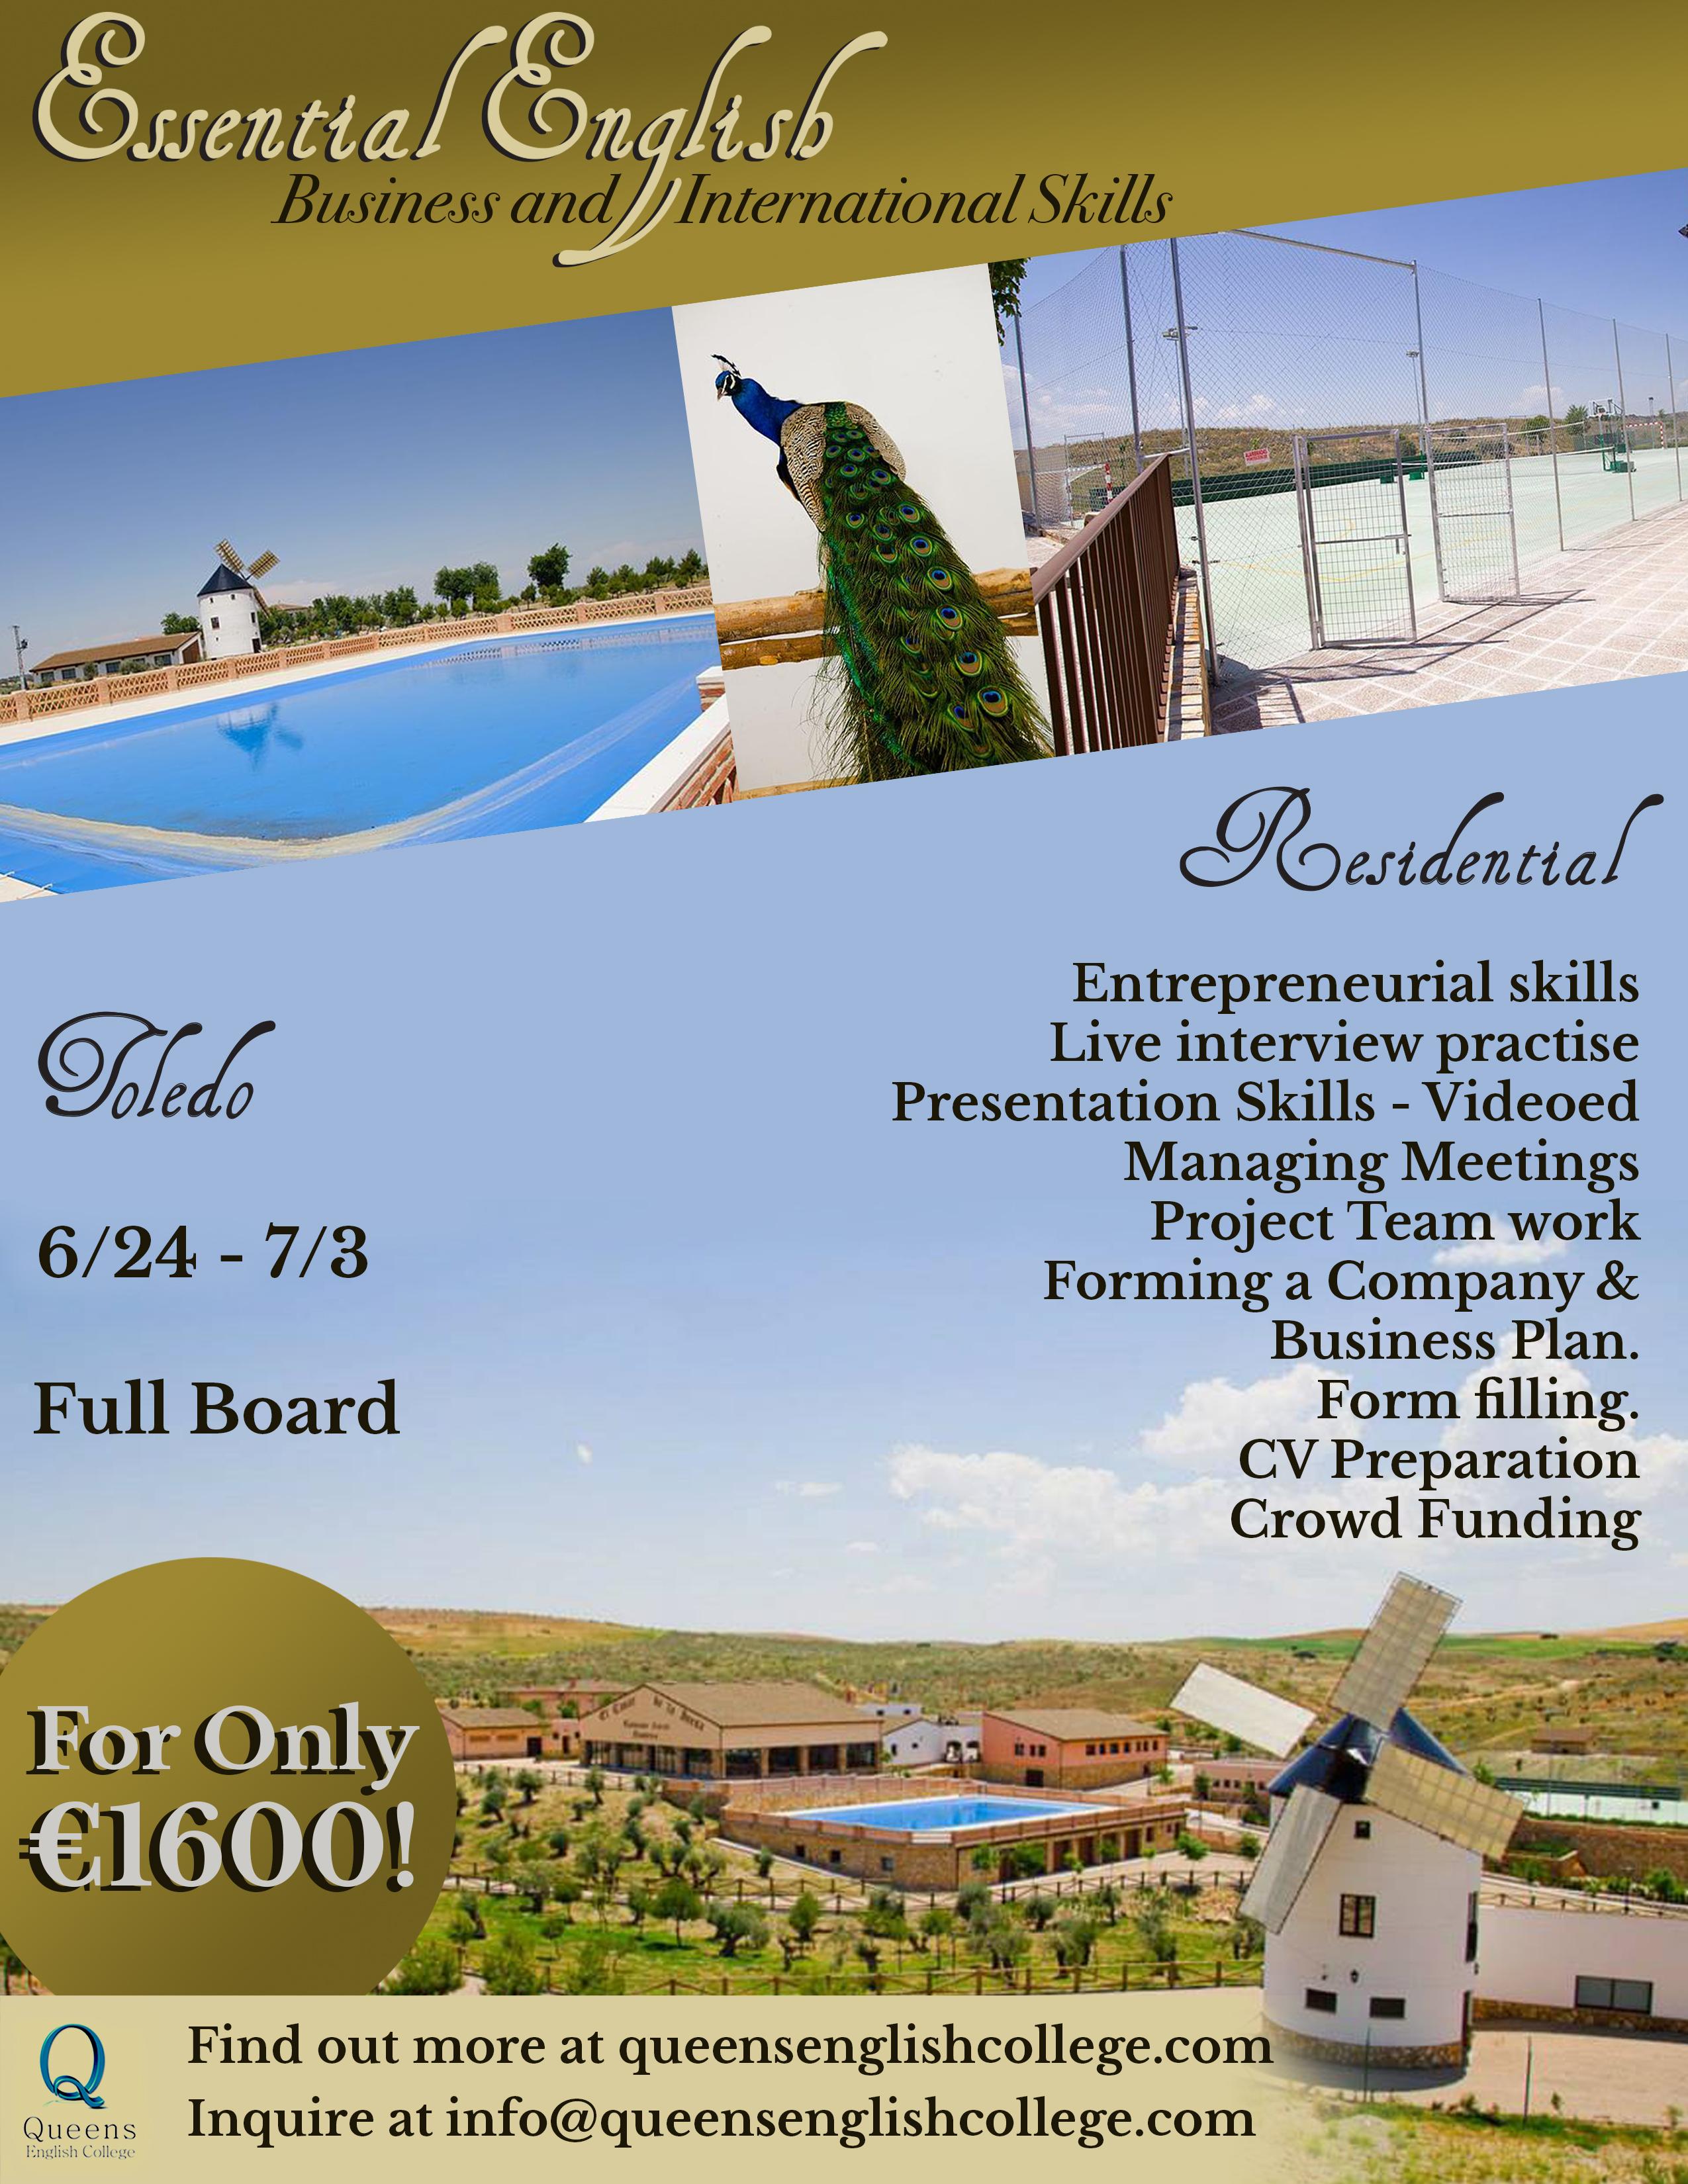 Essential English
Business and International Skills
Residential
Entrepreneurial skills
Live interview practise
Presentation Skills - Videoed
Managing Meetings
Project Team work
Forming a Company &
Business Plan.
Form filling.
CV Preparation
Crowd Funding
Toledo
6/24 - 7/3
Full Board
For Only
€1600!
Find out more at queensenglishcollege.com
Inquire at info@queensenglishcollege.com
Q
Queens
English College